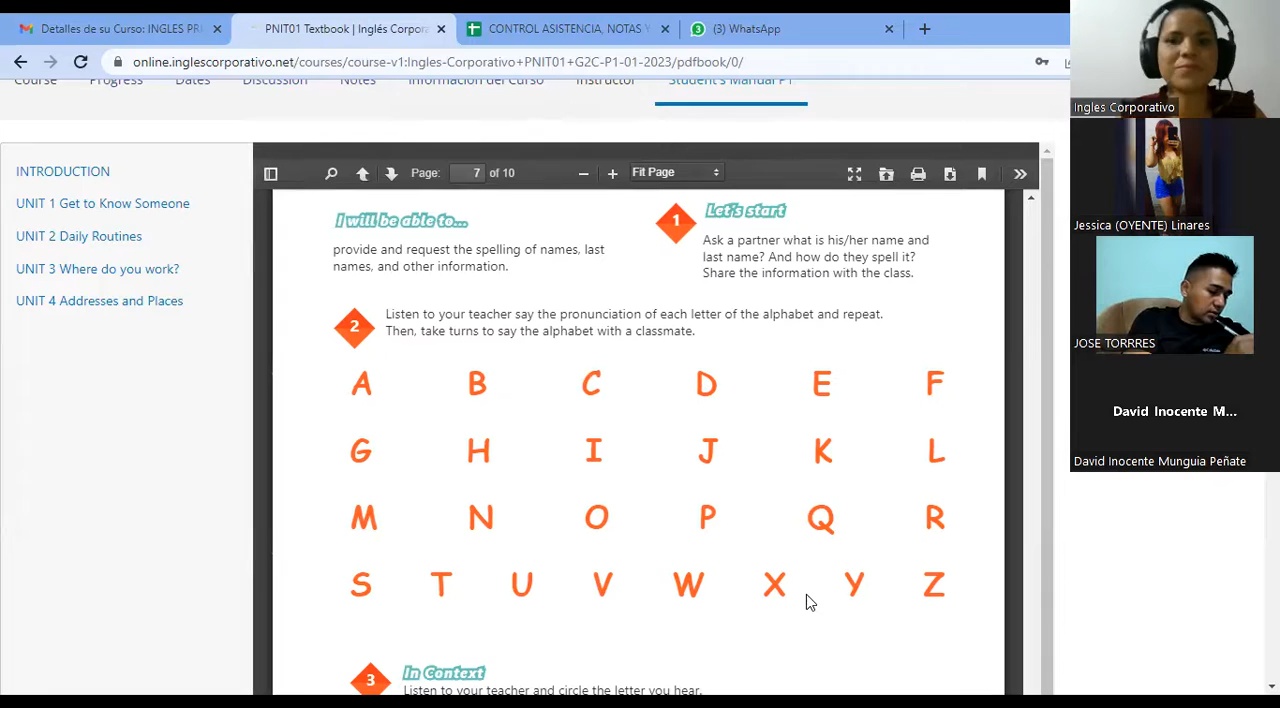 Detalles de su Curso: INGLES PR
PNIT01 Textbook | Inglés Corpora
CONTROL ASISTENCIA, NOTAS Y
3
(3) WhatsApp
online.inglescorporativo.net/courses/course-v1:Ingles-Corporativo+PNIT01+G2C-P1-01-2023/pdfbook/0/
Course
Progress
Dates
Discussion
Notes
Información del Curso
Instructor
Student's Manual P1
INTRODUCTION
UNIT 1 Get to Know Someone
UNIT 2 Daily Routines
UNIT 3 Where do you work?
UNIT 4 Addresses and Places
Page: 7 of 10
Fit Page
I will be able to...
provide and request the spelling of names, last
names, and other information.
1
Let's start
Ask a partner what is his/her name and
last name? And how do they spell it?
Share the information with the class.
2
Listen to your teacher say the pronunciation of each letter of the alphabet and repeat.
Then, take turns to say the alphabet with a classmate.
A B C D E F
G H I J K L
M N O P Q R
S T U V W X Y Z
3
In Context
Listen to your teacher and circle the letter you hear.
Ingles Corporativo
Jessica (OYENTE) Linares
JOSE TORRRES
David Inocente M...
David Inocente Munguia Peñate